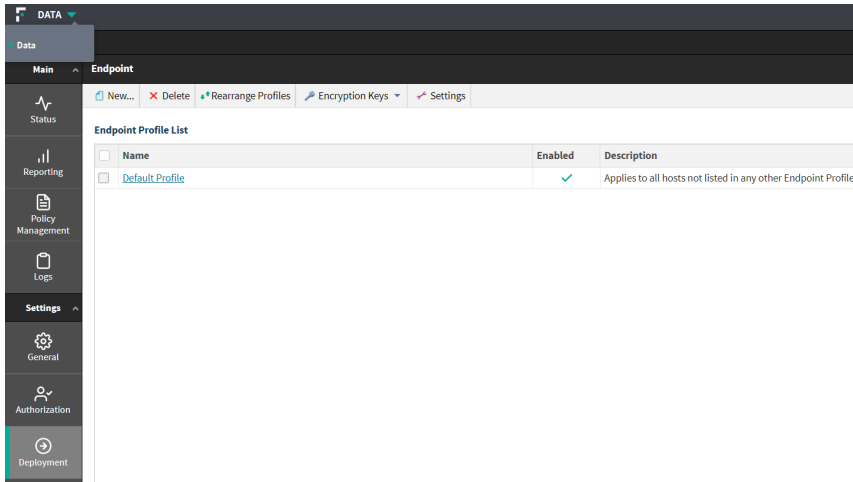 DATA
Data
Main
Endpoint
New... Delete Rearrange Profiles Encryption Keys Settings
Status
Endpoint Profile List
Name Enabled Description
Default Profile Applies to all hosts not listed in any other Endpoint Profile
Reporting
Policy
Management
Logs
Settings
General
Authorization
Deployment